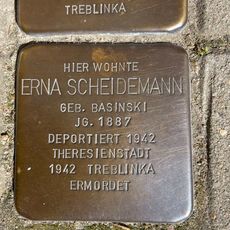 TREBLINKA
HIER WOHNTE
ERNA SCHEIDEMANN
GEB. BASINSKI
JG. 1887
DEPORTIERT 1942
THERESIENSTADT
1942 TREBLINKA
ERMORDET